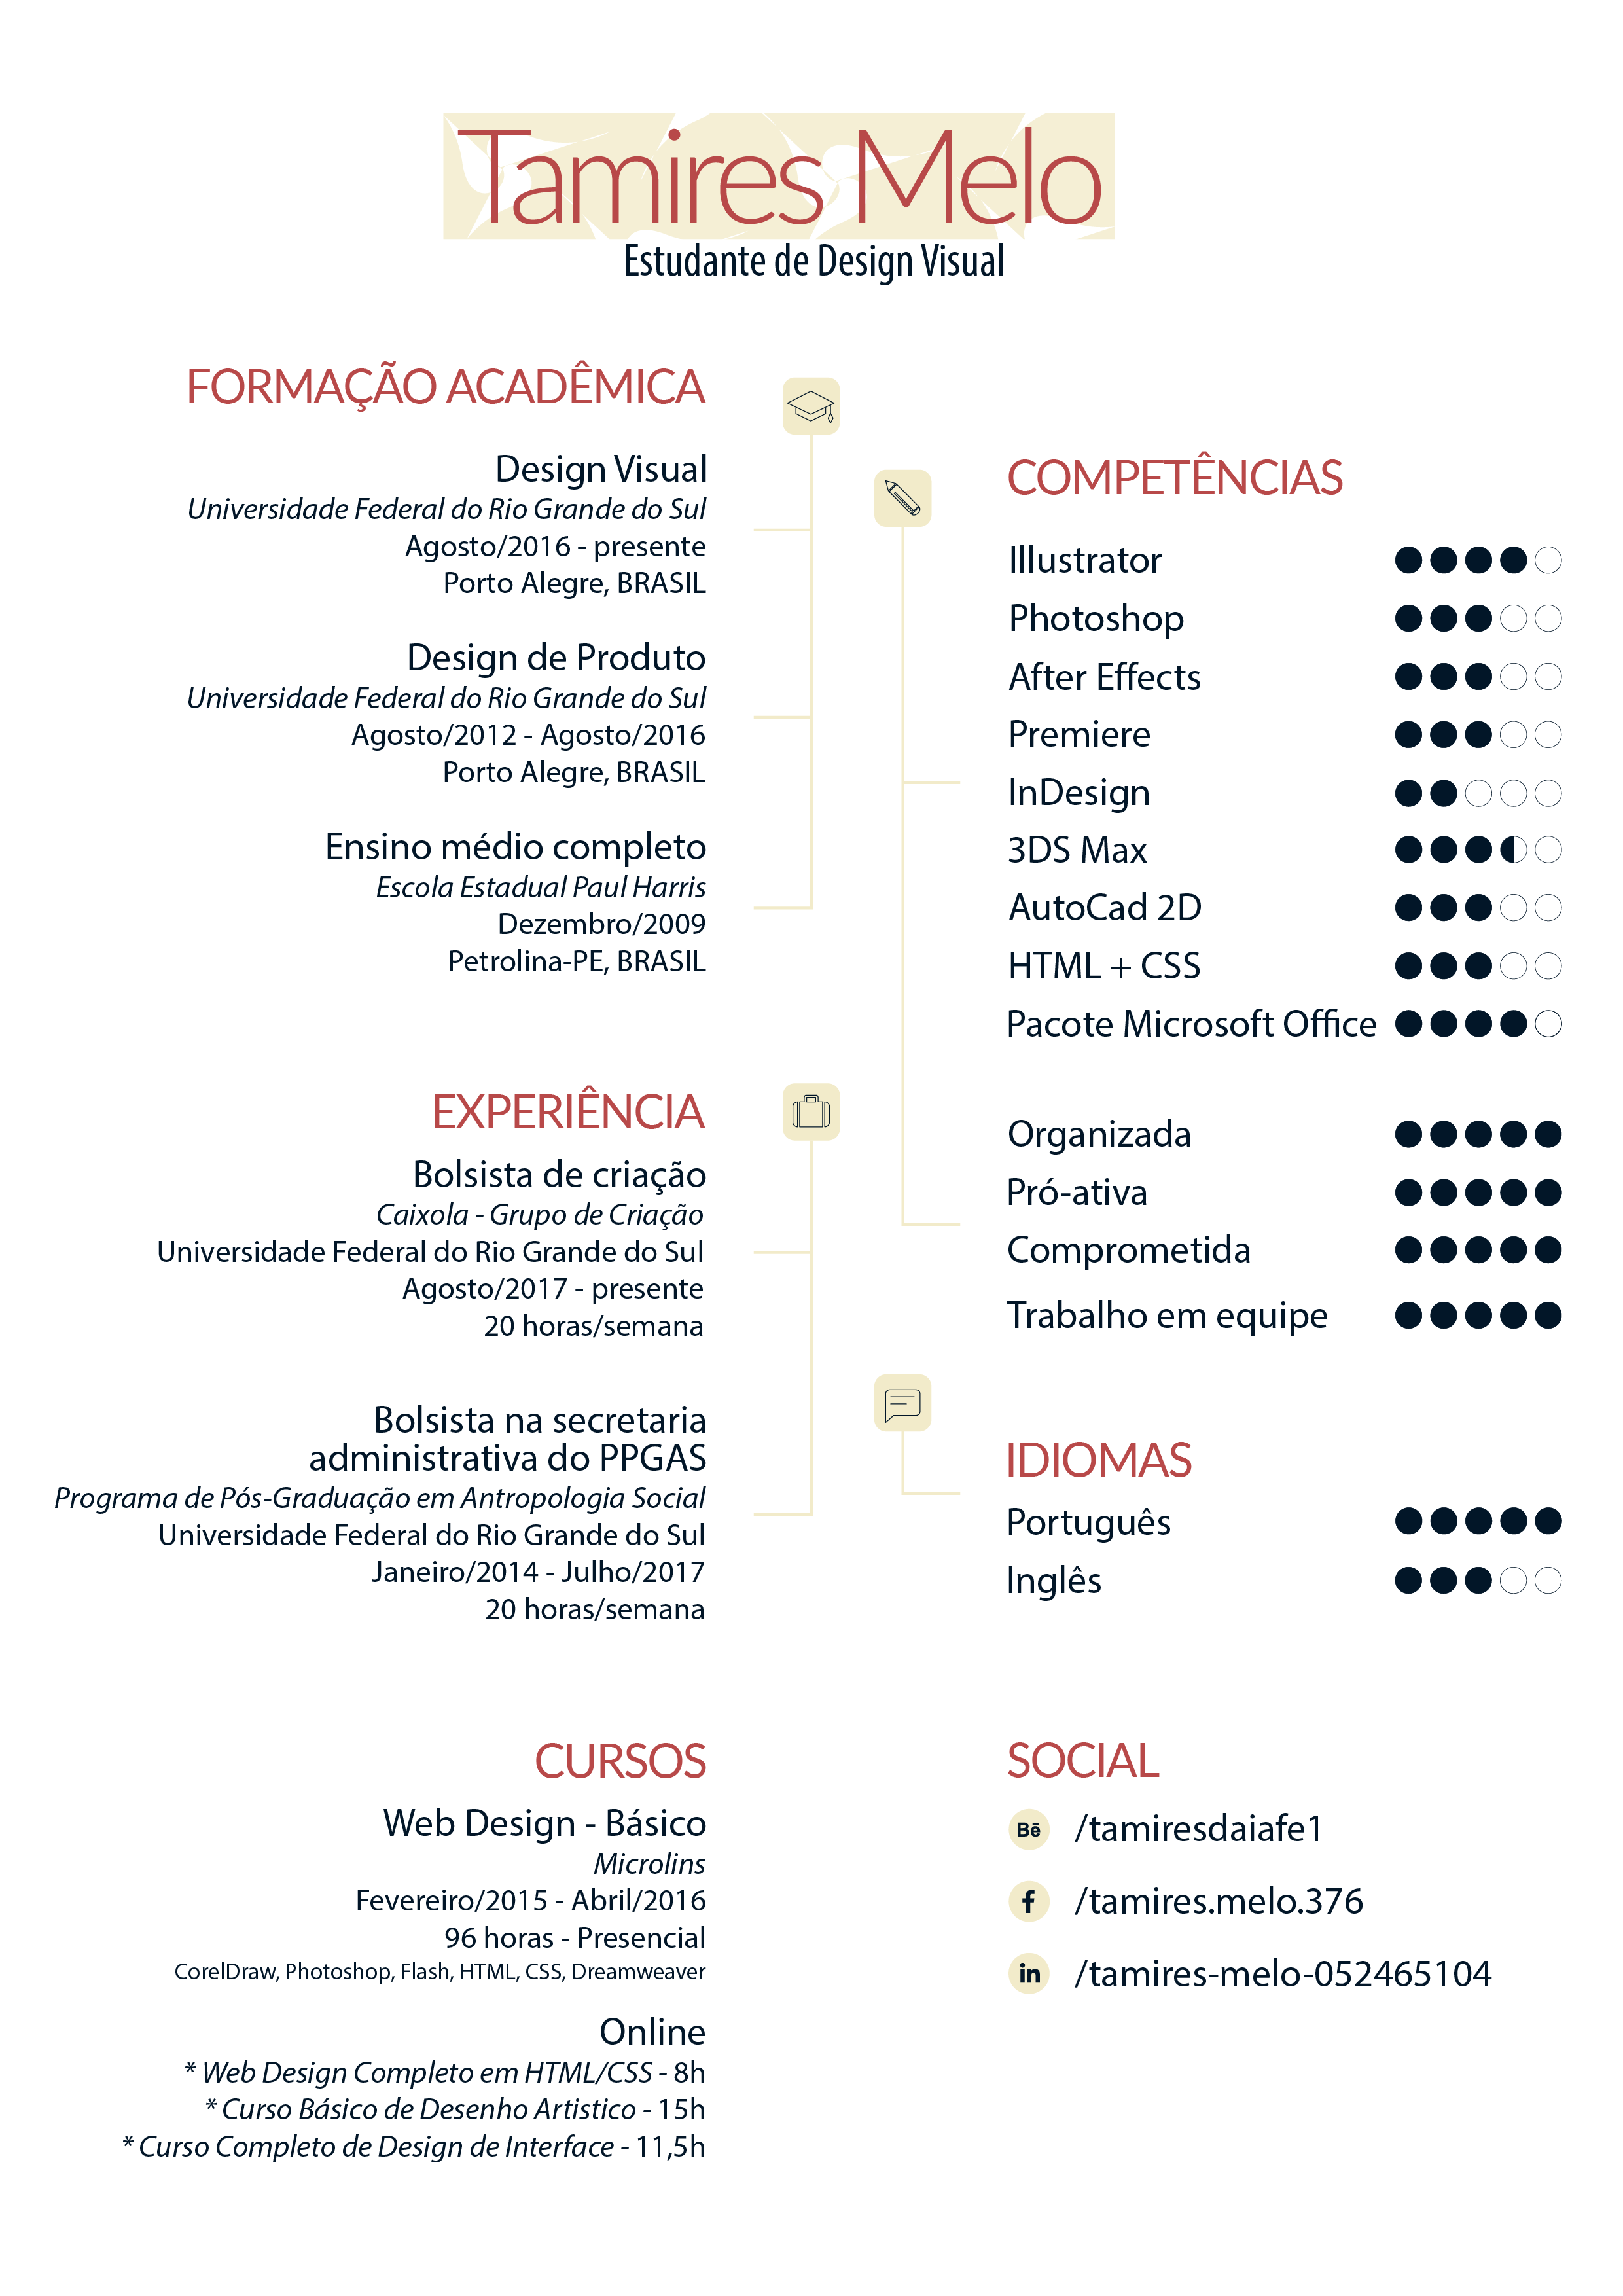 Tamires Melo
Estudante de Design Visual
FORMAÇÃO ACADÊMICA
Design Visual
Universidade Federal do Rio Grande do Sul
Agosto/2016 - presente
Porto Alegre, BRASIL
Design de Produto
Universidade Federal do Rio Grande do Sul
Agosto/2012 - Agosto/2016
Porto Alegre, BRASIL
Ensino médio completo
Escola Estadual Paul Harris
Dezembro/2009
Petrolina-PE, BRASIL
EXPERIÊNCIA
Bolsista de criação
Caixola - Grupo de Criação
Universidade Federal do Rio Grande do Sul
Agosto/2017 - presente
20 horas/semana
Bolsista na secretaria
administrativa do PPGAS
Programa de Pós-Graduação em Antropologia Social
Universidade Federal do Rio Grande do Sul
Janeiro/2014 - Julho/2017
20 horas/semana
CURSOS
Web Design - Básico
Microlins
Fevereiro/2015 - Abril/2016
96 horas - Presencial
CorelDraw, Photoshop, Flash, HTML, CSS, Dreamweaver
Online
* Web Design Completo em HTML/CSS - 8h
* Curso Básico de Desenho Artistico - 15h
* Curso Completo de Design de Interface - 11,5h
COMPETÊNCIAS
Illustrator
Photoshop
After Effects
Premiere
InDesign
3DS Max
AutoCad 2D
HTML + CSS
Pacote Microsoft Office
Organizada
Pró-ativa
Comprometida
Trabalho em equipe
IDIOMAS
Português
Inglês
SOCIAL
Bē /tamiresdaiafe1
f /tamires.melo.376
in /tamires-melo-052465104